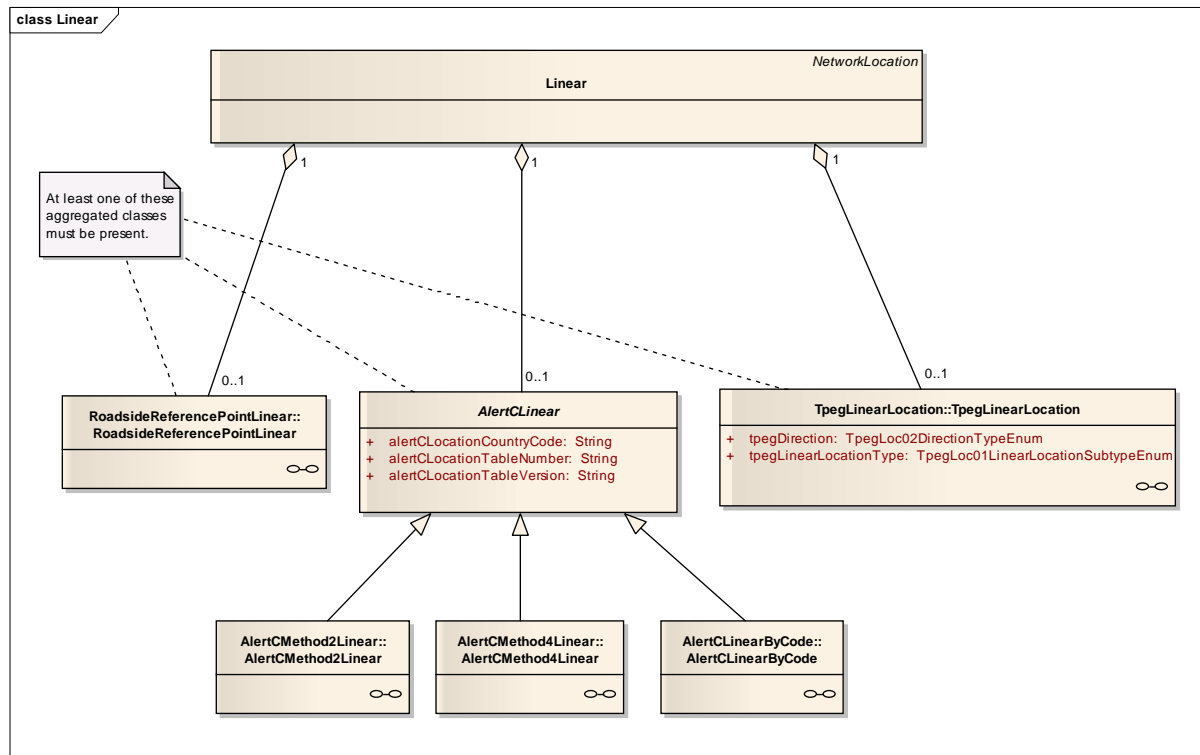 class Linear
NetworkLocation
Linear
1
1
1
At least one of these
aggregated classes
must be present.
0..1
0..1
0..1
RoadsideReferencePointLinear::
RoadsideReferencePointLinear
AlertCLinear
+ alertCLocationCountryCode: String
+ alertCLocationTableNumber: String
+ alertCLocationTableVersion: String
TpegLinearLocation::TpegLinearLocation
+ tpegDirection: TpegLoc02DirectionTypeEnum
+ tpegLinearLocationType: TpegLoc01LinearLocationSubtypeEnum
AlertCMethod2Linear::
AlertCMethod2Linear
AlertCMethod4Linear::
AlertCMethod4Linear
AlertCLinearByCode::
AlertCLinearByCode